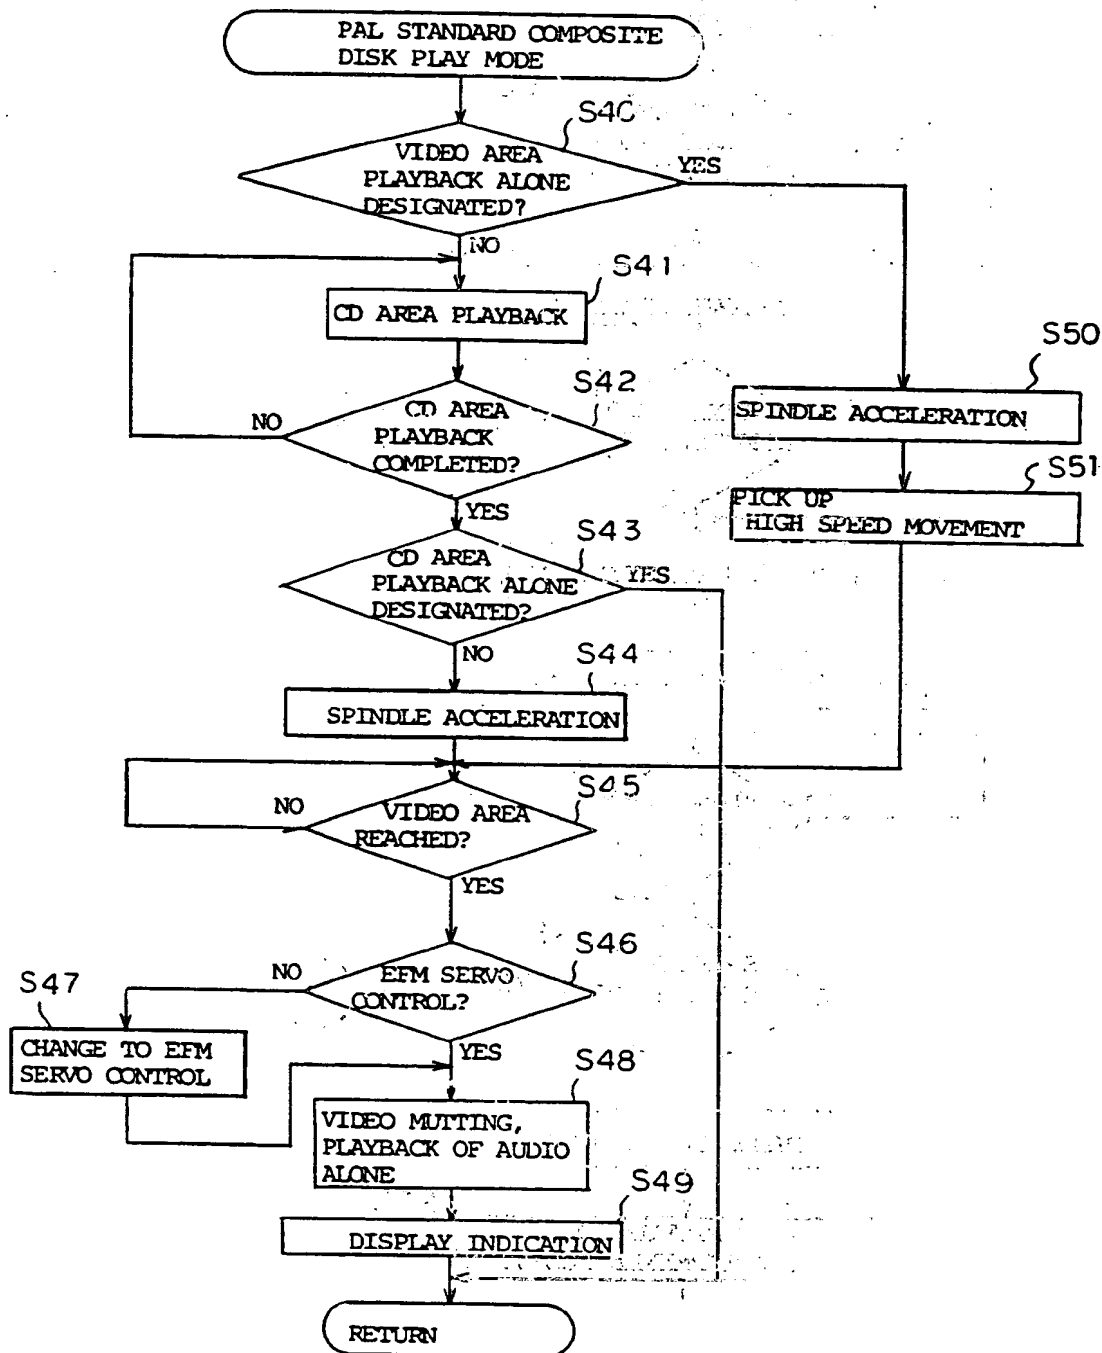 PAL STANDARD COMPOSITE
DISK PLAY MODE
S40
VIDEO AREA
PLAYBACK ALONE
DESIGNATED?
YES
NO
S41
CD AREA PLAYBACK
S42
CD AREA
PLAYBACK
COMPLETED?
NO
YES
S50
SPINDLE ACCELERATION
S51
PICK UP
HIGH SPEED MOVEMENT
S43
CD AREA
PLAYBACK ALONE
DESIGNATED?
YES
NO
S44
SPINDLE ACCELERATION
S45
VIDEO AREA
REACHED?
NO
YES
S46
EFM SERVO
CONTROL?
NO
YES
S47
CHANGE TO EFM
SERVO CONTROL
S48
VIDEO MUTTING,
PLAYBACK OF AUDIO
ALONE
S49
DISPLAY INDICATION
RETURN